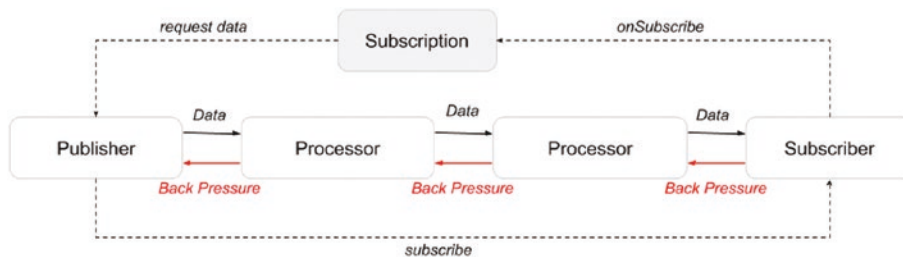 request data
onSubscribe
Subscription
Data
Data
Data
Publisher
Processor
Processor
Subscriber
Back Pressure
Back Pressure
Back Pressure
subscribe